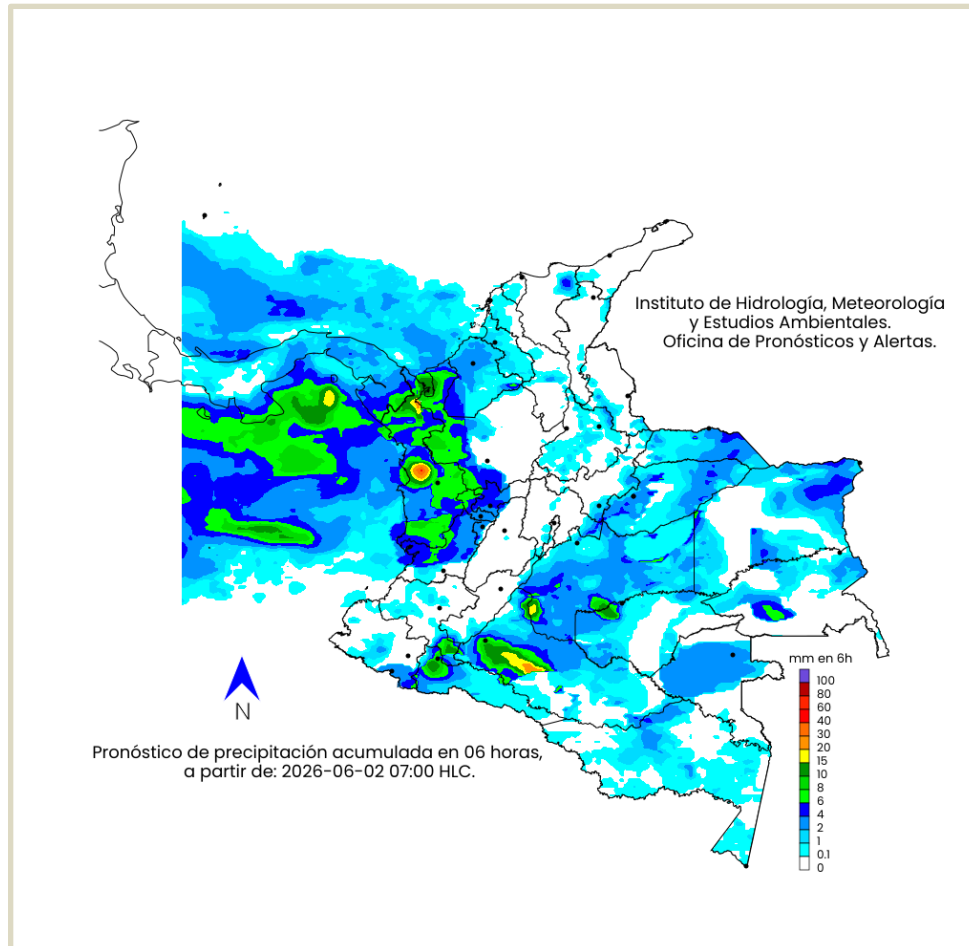 Instituto de Hidrología, Meteorología
y Estudios Ambientales.
Oficina de Pronósticos y Alertas.
mm en 6h
100
80
60
40
30
20
15
10
8
6
4
2
1
0.1
0
N
Pronóstico de precipitación acumulada en 06 horas,
a partir de: 2026-06-02 07:00 HLC.